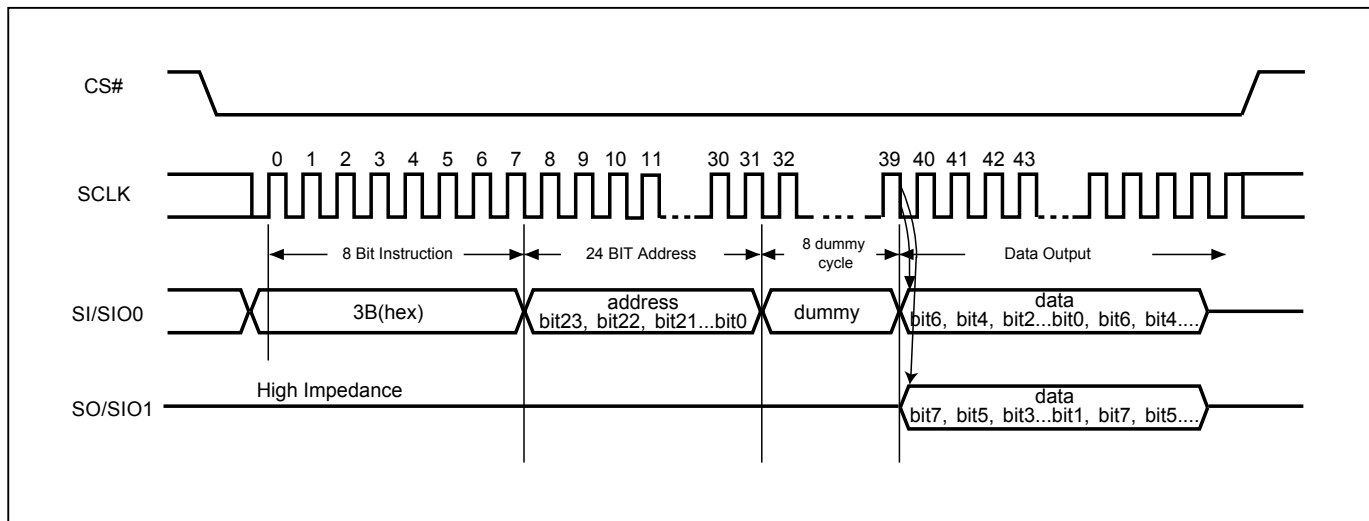 CS#
0 1 2 3 4 5 6 7 8 9 10 11 30 31 32 39 40 41 42 43
SCLK
8 Bit Instruction
24 BIT Address
8 dummy
cycle
Data Output
SI/SIO0
3B(hex)
address
bit23, bit22, bit21...bit0
dummy
data
bit6, bit4, bit2...bit0, bit6, bit4....
High Impedance
SO/SIO1
data
bit7, bit5, bit3...bit1, bit7, bit5....